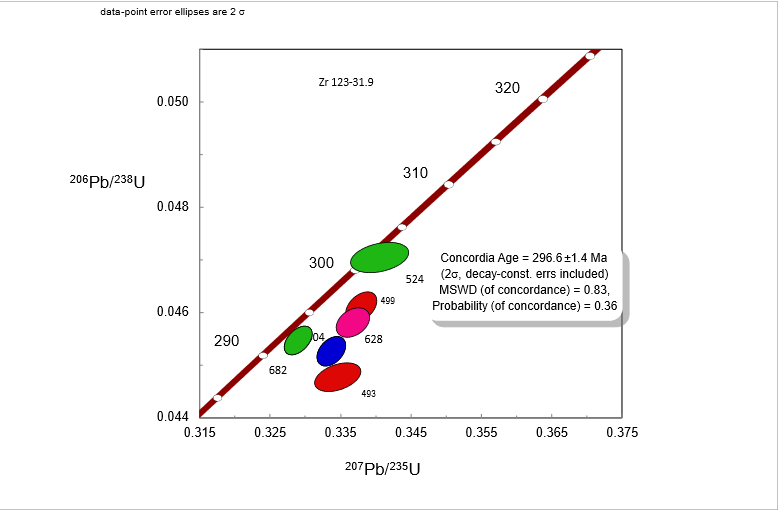 data-point error ellipses are 2 σ
Zr 123-31.9
320
0.050
310
206Pb/238U
0.048
Concordia Age = 296.6±1.4 Ma
(2σ, decay-const. errs included)
MSWD (of concordance) = 0.83,
Probability (of concordance) = 0.36
300
524
499
0.046
290
04
628
682
493
0.044
0.315 0.325 0.335 0.345 0.355 0.365 0.375
207Pb/235U